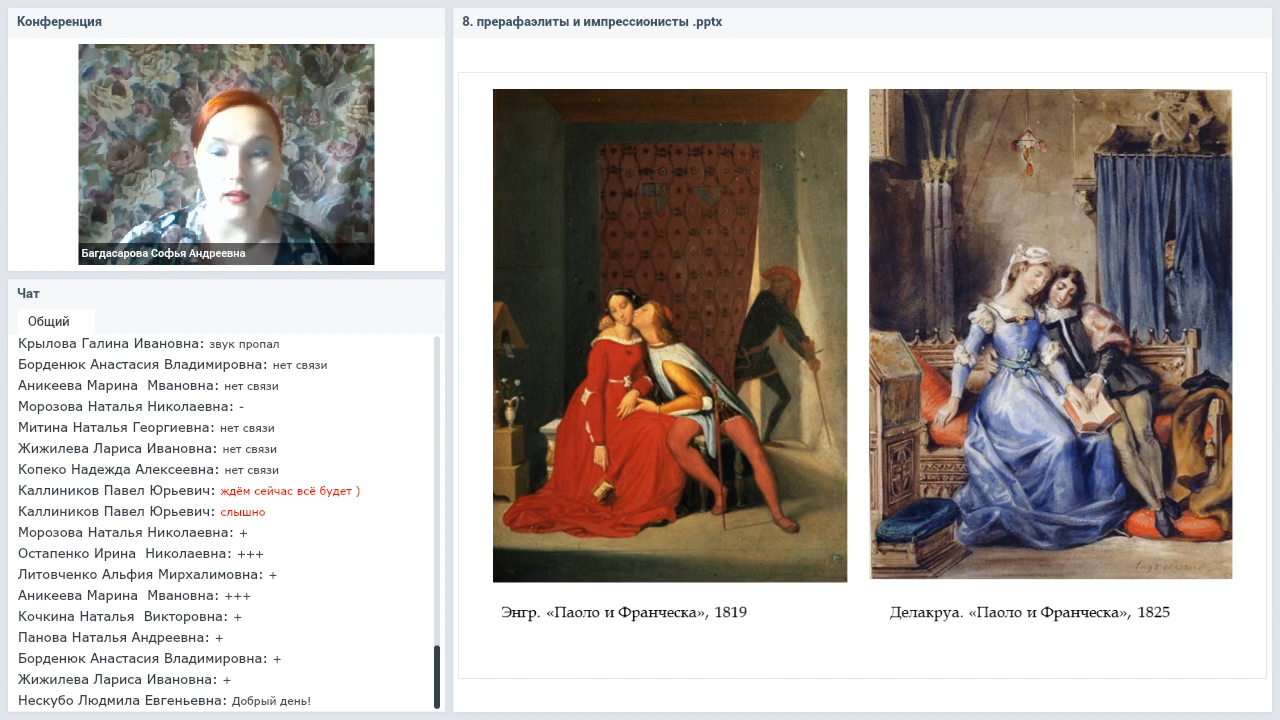 Конференция
Багдасарова Софья Андреевна
Чат
Общий
Крылова Галина Ивановна: звук пропал
Борденюк Анастасия Владимировна: нет связи
Аникеева Марина  Мвановна: нет связи
Морозова Наталья Николаевна: -
Митина Наталья Георгиевна: нет связи
Жижилева Лариса Ивановна: нет связи
Копеко Надежда Алексеевна: нет связи
Каллиников Павел Юрьевич: ждём сейчас всё будет )
Каллиников Павел Юрьевич: слышно
Морозова Наталья Николаевна: +
Остапенко Ирина  Николаевна: +++
Литовченко Альфия Мирхалимовна: +
Аникеева Марина  Мвановна: +++
Кочкина Наталья  Викторовна: +
Панова Наталья Андреевна: +
Борденюк Анастасия Владимировна: +
Жижилева Лариса Ивановна: +
Нескубо Людмила Евгеньевна: Добрый день!
8. прерафаэлиты и импрессионисты .pptx
Энгр. «Паоло и Франческа», 1819
Делакруа. «Паоло и Франческа», 1825